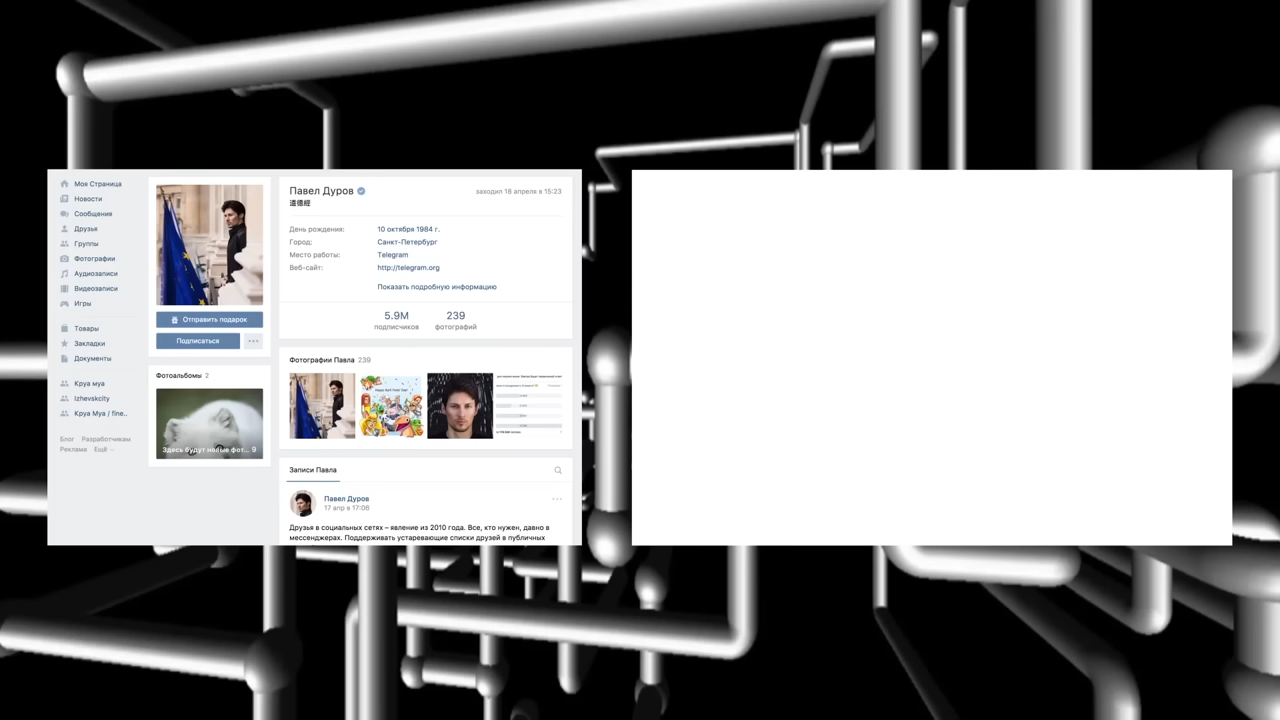 Моя Страница
Новости
Сообщения
Друзья
Группы
Фотографии
Аудиозаписи
Видеозаписи
Игры
Товары
Закладки
Документы
Круа муа
Izhevskcity
Круа Муа / fine..
Блог Разработчикам
Реклама Ещё
Отправить подарок
Подписаться
Фотоальбомы 2
Здесь будут новые фот... 9
Павел Дуров
заходил 18 апреля в 15:23
道德經
День рождения: 10 октября 1984 г.
Город: Санкт-Петербург
Место работы: Telegram
Веб-сайт: http://telegram.org
Показать подробную информацию
5.9M 239
подписчиков фотографий
Фотографии Павла 239
Записи Павла
Павел Дуров
17 апр в 17:06
Друзья в социальных сетях – явление из 2010 года. Все, кто нужен, давно в
мессенджерах. Поддерживать устаревающие списки друзей в публичных